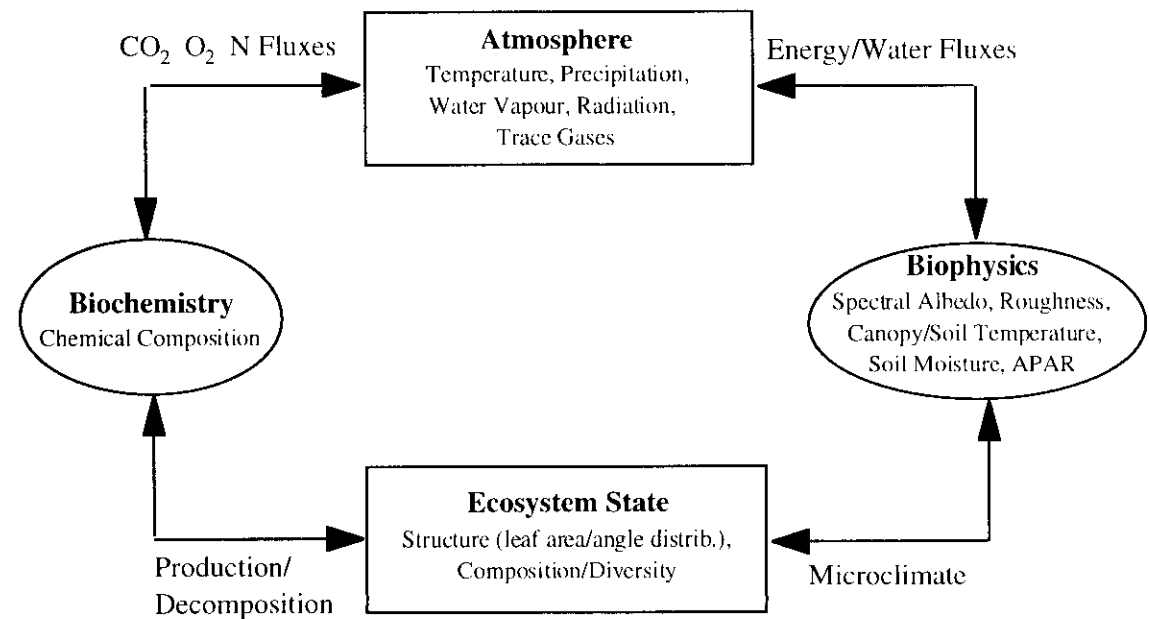 CO₂ O₂ N Fluxes
Atmosphere
Temperature, Precipitation,
Water Vapour, Radiation,
Trace Gases
Energy/Water Fluxes
Biochemistry
Chemical Composition
Biophysics
Spectral Albedo, Roughness,
Canopy/Soil Temperature,
Soil Moisture, APAR
Ecosystem State
Structure (leaf area/angle distrib.),
Composition/Diversity
Production/
Decomposition
Microclimate